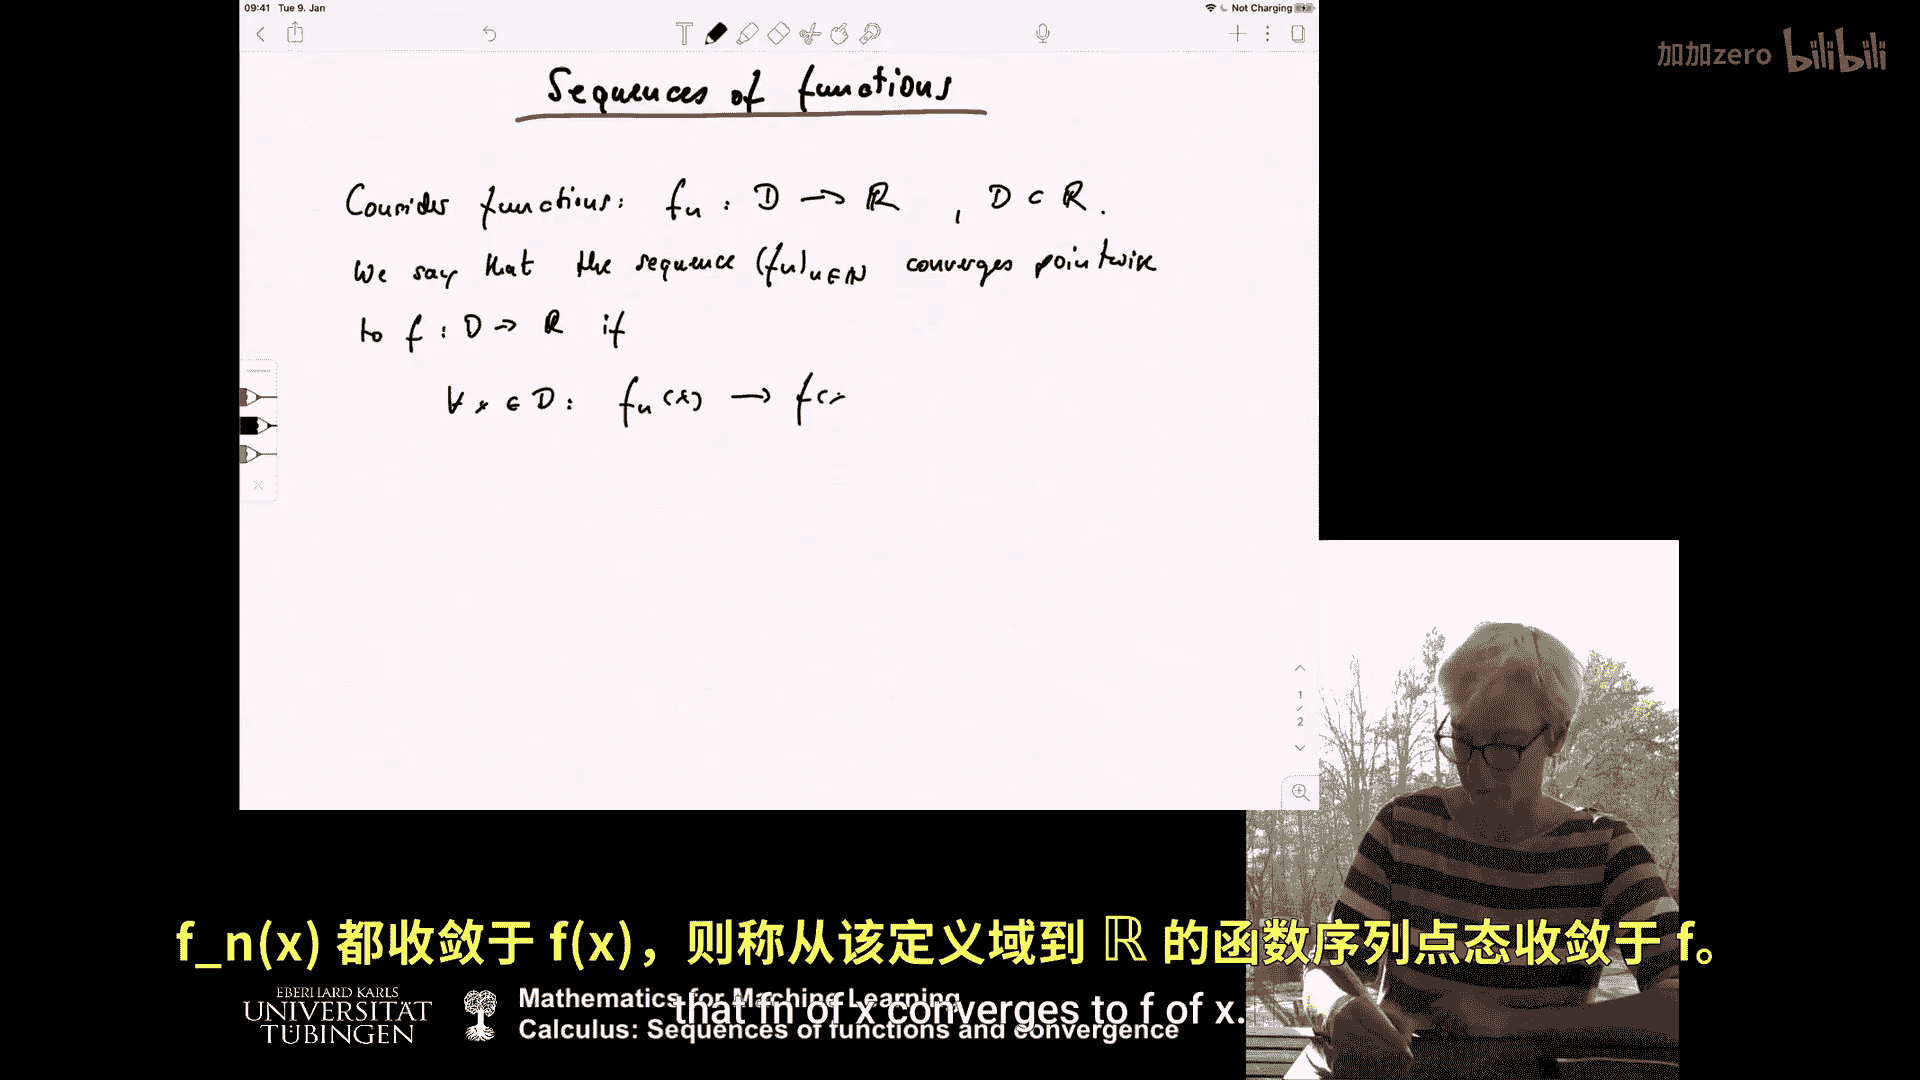 09:41 Tue 9. Jan
Not Charging
加加zero bilibili
T
Sequences of functions
Consider functions: fn : D → ℝ , D ⊂ ℝ.
We say that the sequence (fn)n∈ℕ converges pointwise
to f : D → ℝ if
∀ x ∈ D: fn(x) → f(x
1
2
f_n(x) 都收敛于 f(x)，则称从该定义域到 ℝ 的函数序列点态收敛于 f。
EBERHARD KARLS
UNIVERSITÄT
TÜBINGEN
Mathematics for Machine Learning
Calculus: Sequences of functions and convergence
that fn of x converges to f of x.